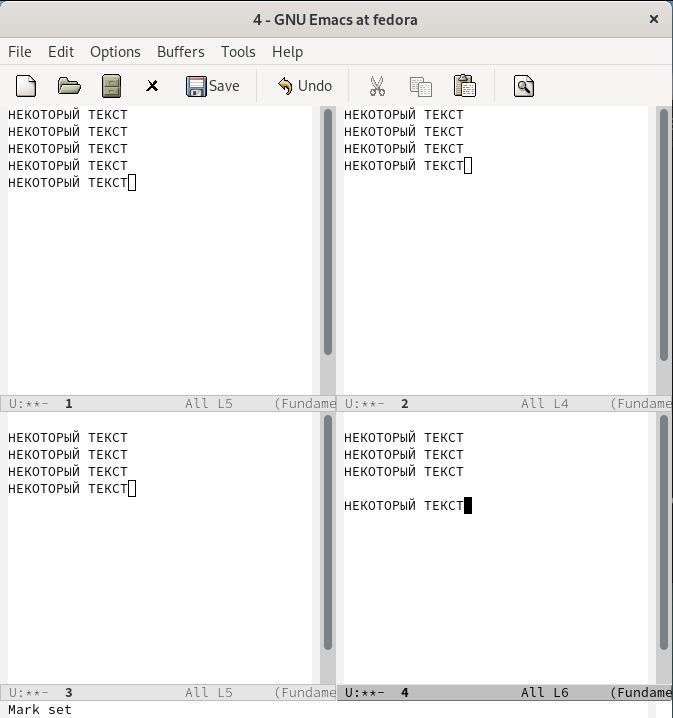 4 - GNU Emacs at fedora
File Edit Options Buffers Tools Help
Save Undo
НЕКОТОРЫЙ ТЕКСТ
НЕКОТОРЫЙ ТЕКСТ
НЕКОТОРЫЙ ТЕКСТ
НЕКОТОРЫЙ ТЕКСТ
НЕКОТОРЫЙ ТЕКСТ
U:**- 1 All L5 (Fundame
НЕКОТОРЫЙ ТЕКСТ
НЕКОТОРЫЙ ТЕКСТ
НЕКОТОРЫЙ ТЕКСТ
НЕКОТОРЫЙ ТЕКСТ
U:**- 2 All L4 (Fundame
НЕКОТОРЫЙ ТЕКСТ
НЕКОТОРЫЙ ТЕКСТ
НЕКОТОРЫЙ ТЕКСТ
НЕКОТОРЫЙ ТЕКСТ
U:**- 3 All L5 (Fundame
НЕКОТОРЫЙ ТЕКСТ
НЕКОТОРЫЙ ТЕКСТ
НЕКОТОРЫЙ ТЕКСТ
НЕКОТОРЫЙ ТЕКСТ
U:**- 4 All L6 (Fundame
Mark set